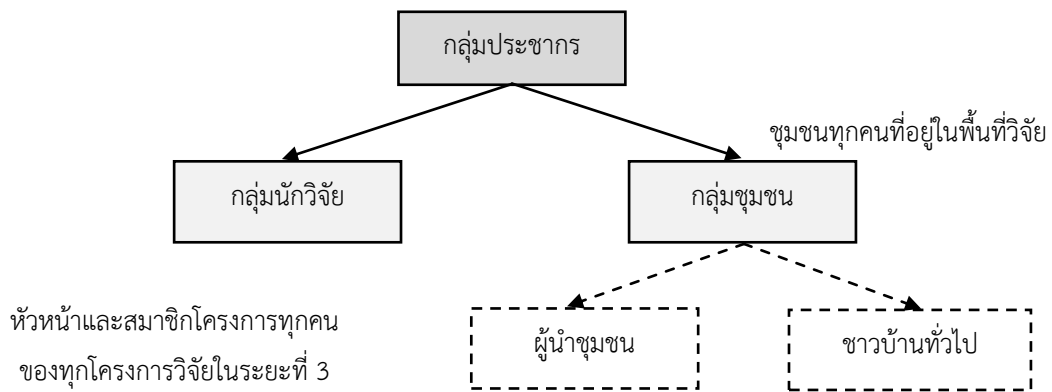 กลุ่มประชากร
ชุมชนทุกคนที่อยู่ในพื้นที่วิจัย
กลุ่มนักวิจัย
กลุ่มชุมชน
หัวหน้าและสมาชิกโครงการทุกคน
ของทุกโครงการวิจัยในระยะที่ 3
ผู้นำชุมชน
ชาวบ้านทั่วไป